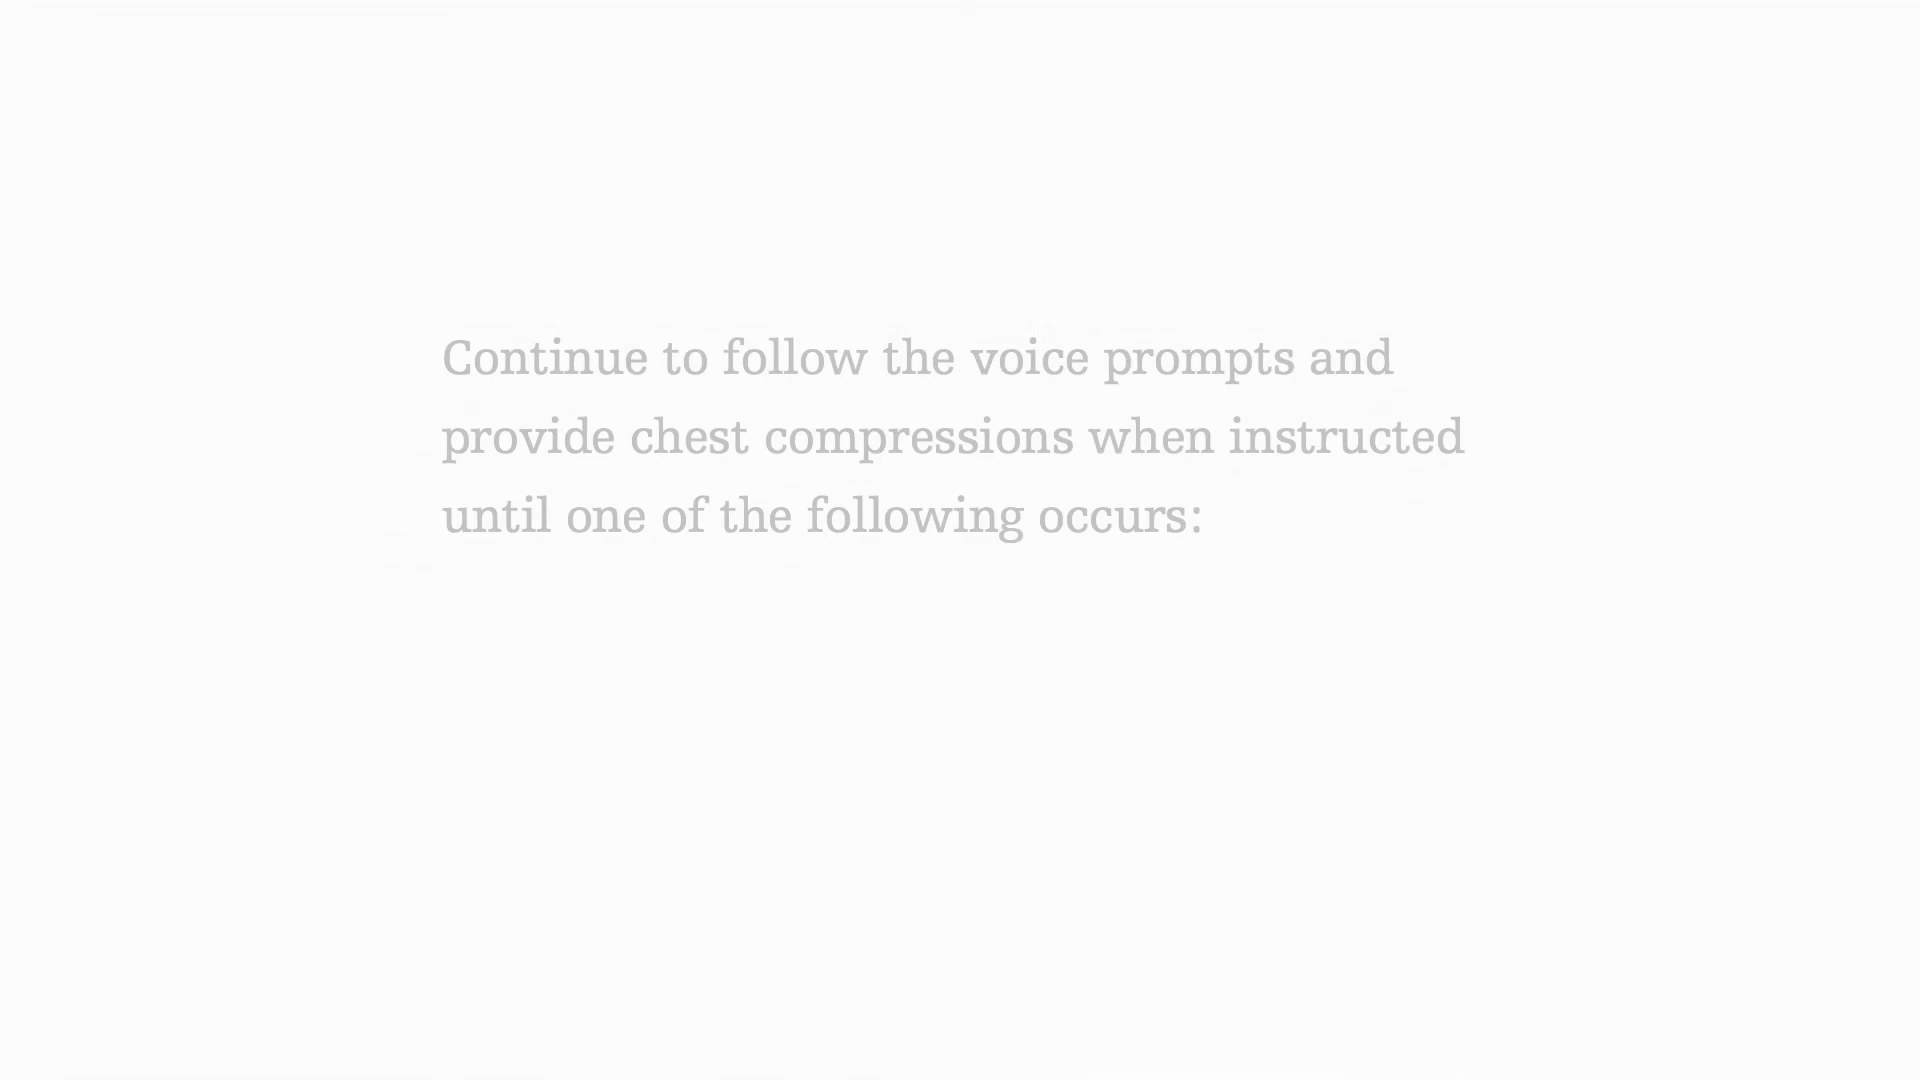 Continue to follow the voice prompts and
provide chest compressions when instructed
until one of the following occurs: